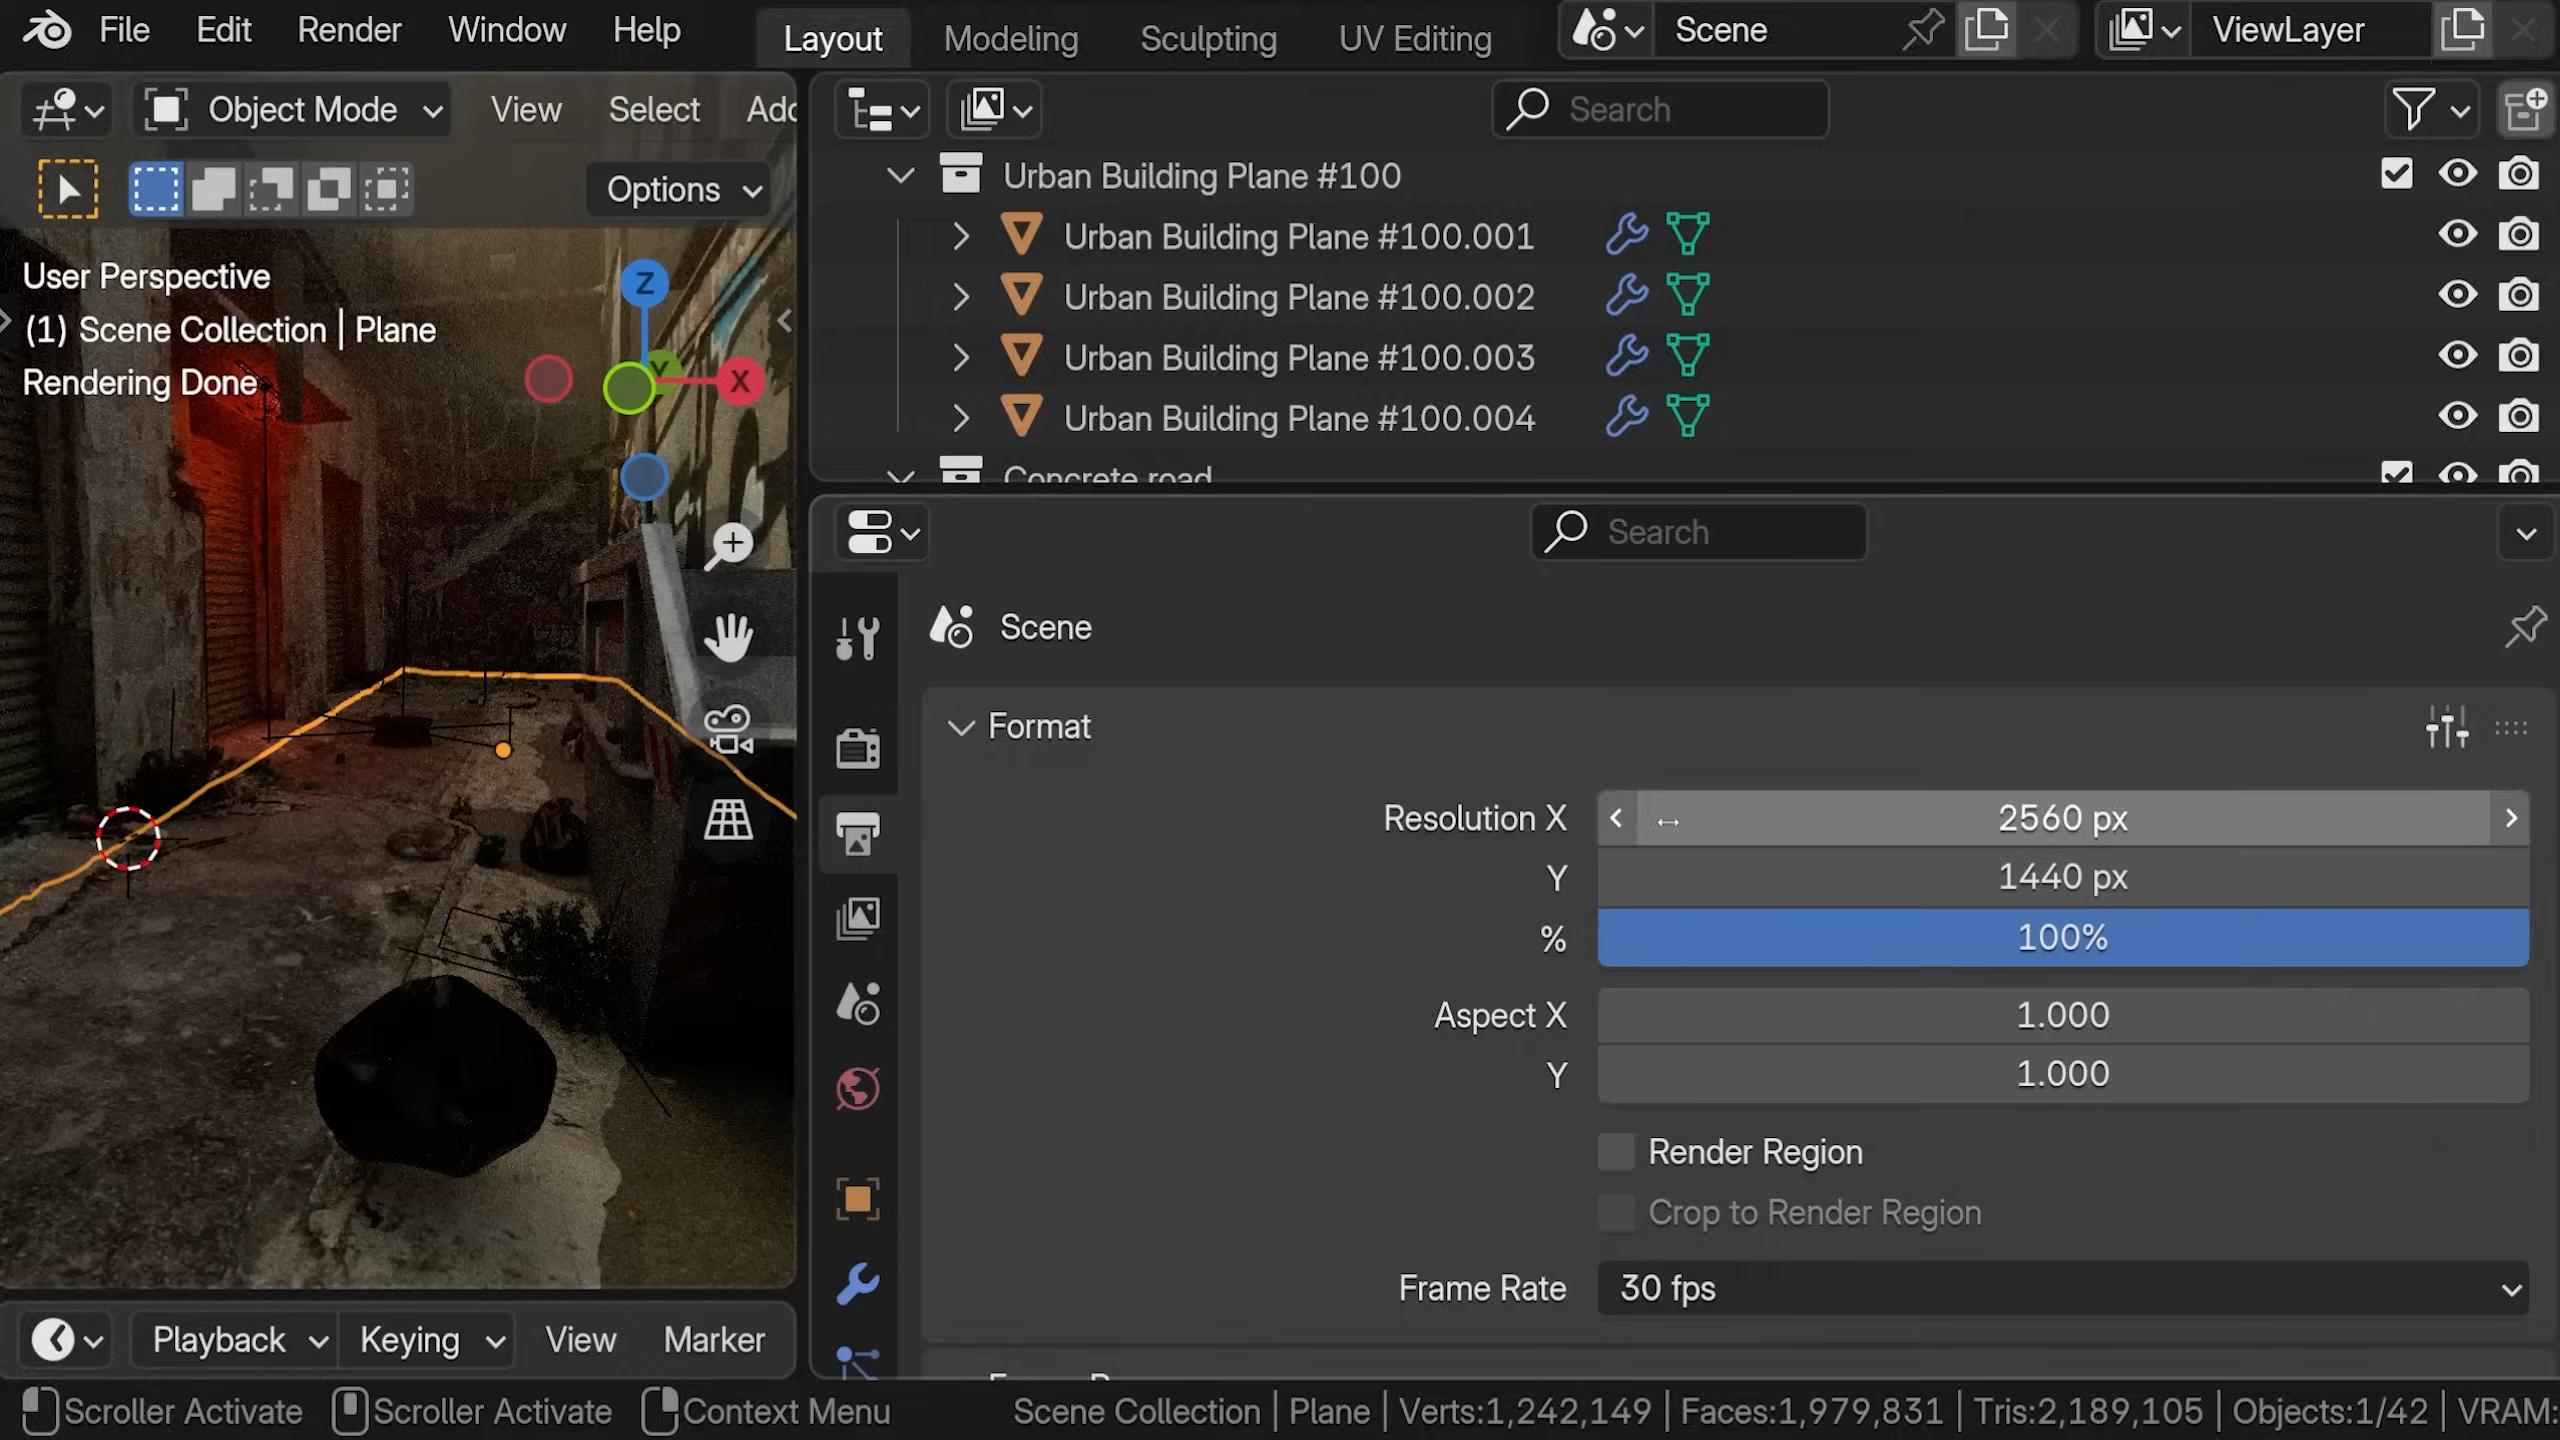 File Edit Render Window Help Layout Modeling Sculpting UV Editing Scene ViewLayer
Object Mode View Select Options
Search
Urban Building Plane #100
Urban Building Plane #100.001
Urban Building Plane #100.002
Urban Building Plane #100.003
Urban Building Plane #100.004
Concrete road
User Perspective
(1) Scene Collection | Plane
Rendering Done
Z
Y
X
Search
Scene
Format
Resolution X 2560 px
Y 1440 px
% 100%
Aspect X 1.000
Y 1.000
Render Region
Crop to Render Region
Frame Rate 30 fps
Playback Keying View Marker
Scroller Activate Scroller Activate Context Menu Scene Collection | Plane | Verts:1,242,149 | Faces:1,979,831 | Tris:2,189,105 | Objects:1/42 | VRAM: